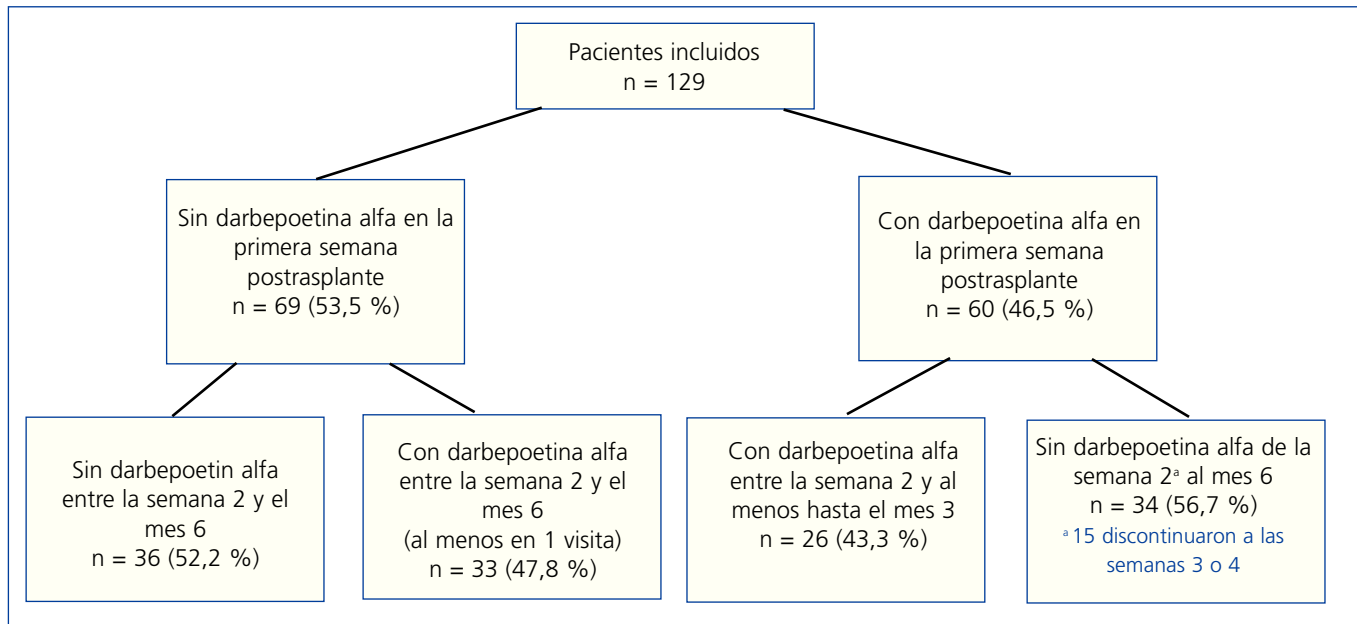 Pacientes incluidos
n = 129
Sin darbepoetina alfa en la
primera semana
postrasplante
n = 69 (53,5 %)
Con darbepoetina alfa en
la primera semana
postrasplante
n = 60 (46,5 %)
Sin darbepoetin alfa
entre la semana 2 y el
mes 6
n = 36 (52,2 %)
Con darbepoetina alfa
entre la semana 2 y el
mes 6
(al menos en 1 visita)
n = 33 (47,8 %)
Con darbepoetina alfa
entre la semana 2 y al
menos hasta el mes 3
n = 26 (43,3 %)
Sin darbepoetina alfa de la
semana 2ª al mes 6
n = 34 (56,7 %)
ª 15 discontinuaron a las
semanas 3 o 4